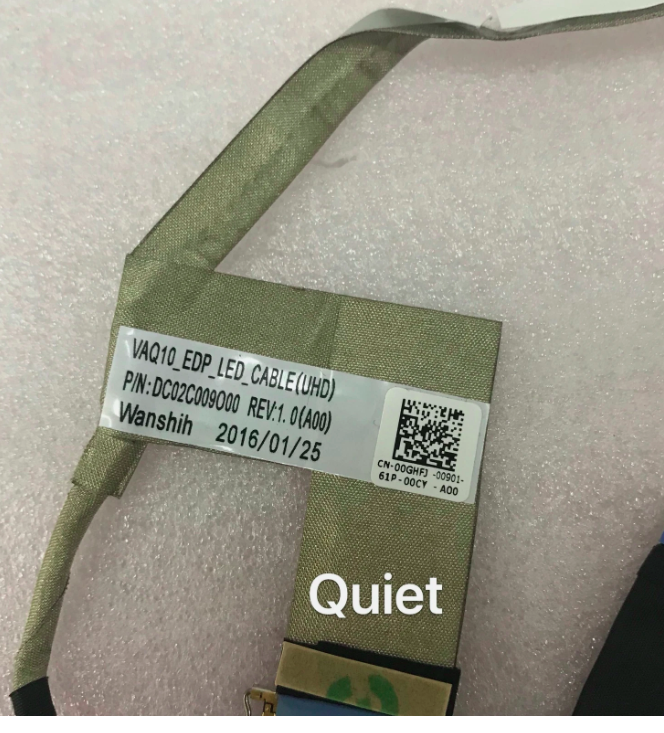 VAQ10_EDP_LED_CABLE(UHD)
P/N:DC02C009O00 REV:1.0(A00)
Wanshih 2016/01/25
CN-00GHFJ -00901-
61P-00CY - A00
Quiet